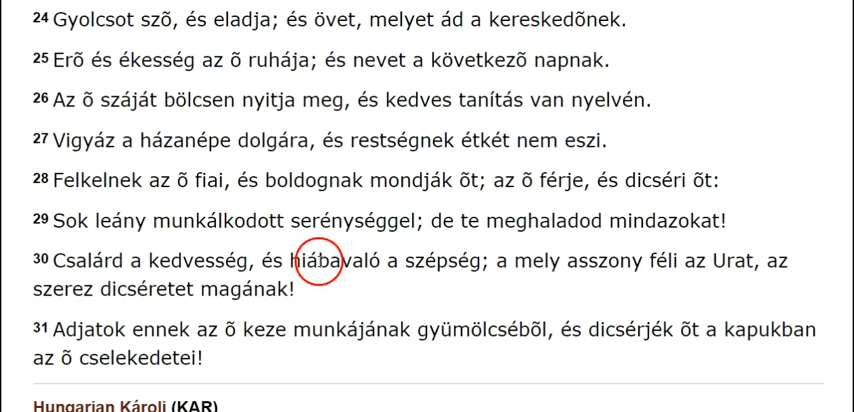 24 Gyolcsot szõ, és eladja; és övet, melyet ád a kereskedõnek.
25 Erõ és ékesség az õ ruhája; és nevet a következõ napnak.
26 Az õ száját bölcsen nyitja meg, és kedves tanítás van nyelvén.
27 Vigyáz a házanépe dolgára, és restségnek étkét nem eszi.
28 Felkelnek az õ fiai, és boldognak mondják õt; az õ férje, és dicséri õt:
29 Sok leány munkálkodott serénységgel; de te meghaladod mindazokat!
30 Csalárd a kedvesség, és hiábavaló a szépség; a mely asszony féli az Urat, az
szerez dicséretet magának!
31 Adjatok ennek az õ keze munkájának gyümölcsébõl, és dicsérjék õt a kapukban
az õ cselekedetei!
Hungarian Károli (KAR)